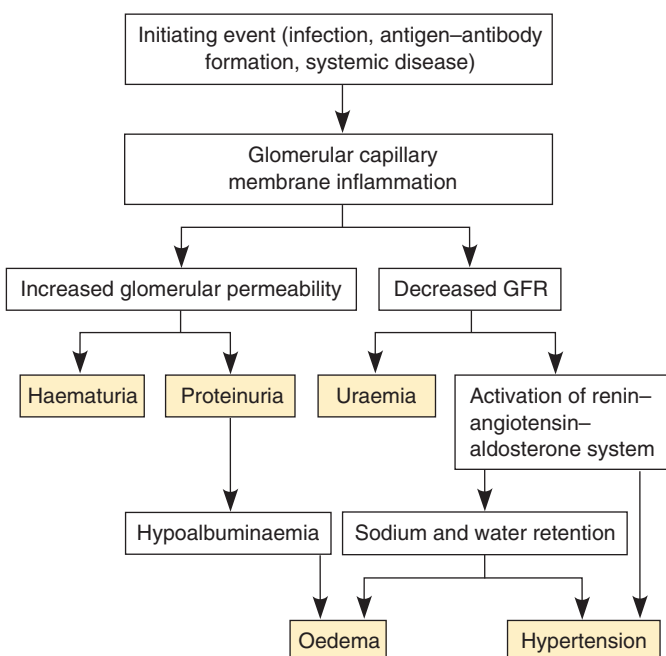 Initiating event (infection, antigen–antibody
formation, systemic disease)
Glomerular capillary
membrane inflammation
Increased glomerular permeability
Decreased GFR
Haematuria
Proteinuria
Uraemia
Activation of renin–
angiotensin–
aldosterone system
Hypoalbuminaemia
Sodium and water retention
Oedema
Hypertension